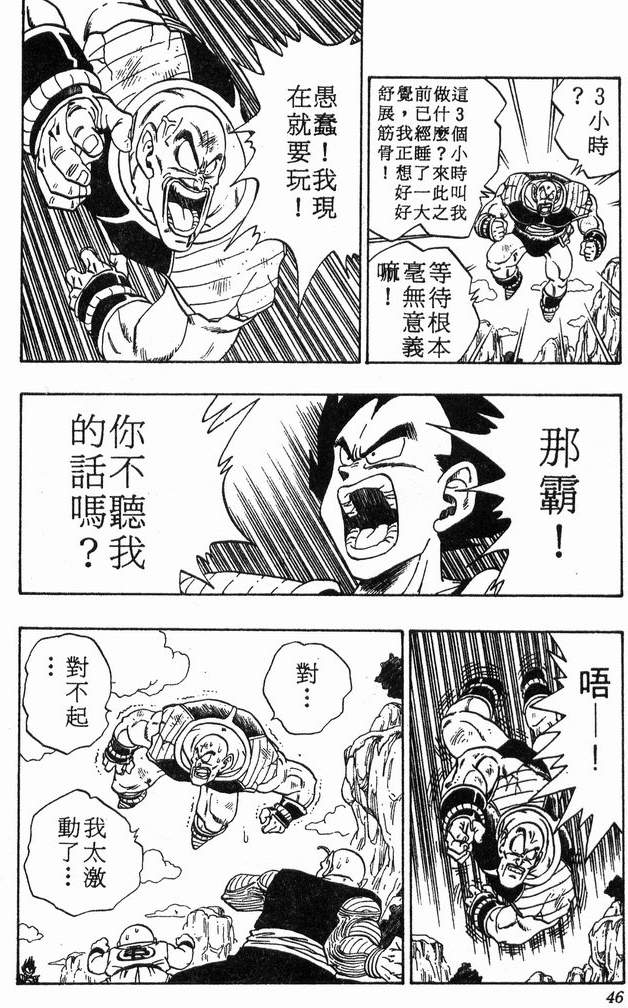 3小時
?
這3個小時叫我
做什麼?來此之
前已經睡了一大
覺，我正想好好
舒展筋骨！
等待根本
毫無意義
嘛！
愚蠢！我現
在就要玩！
那霸！
你不聽我
的話嗎?
唔—！
對…
對不起
…
我太激
動了…
46